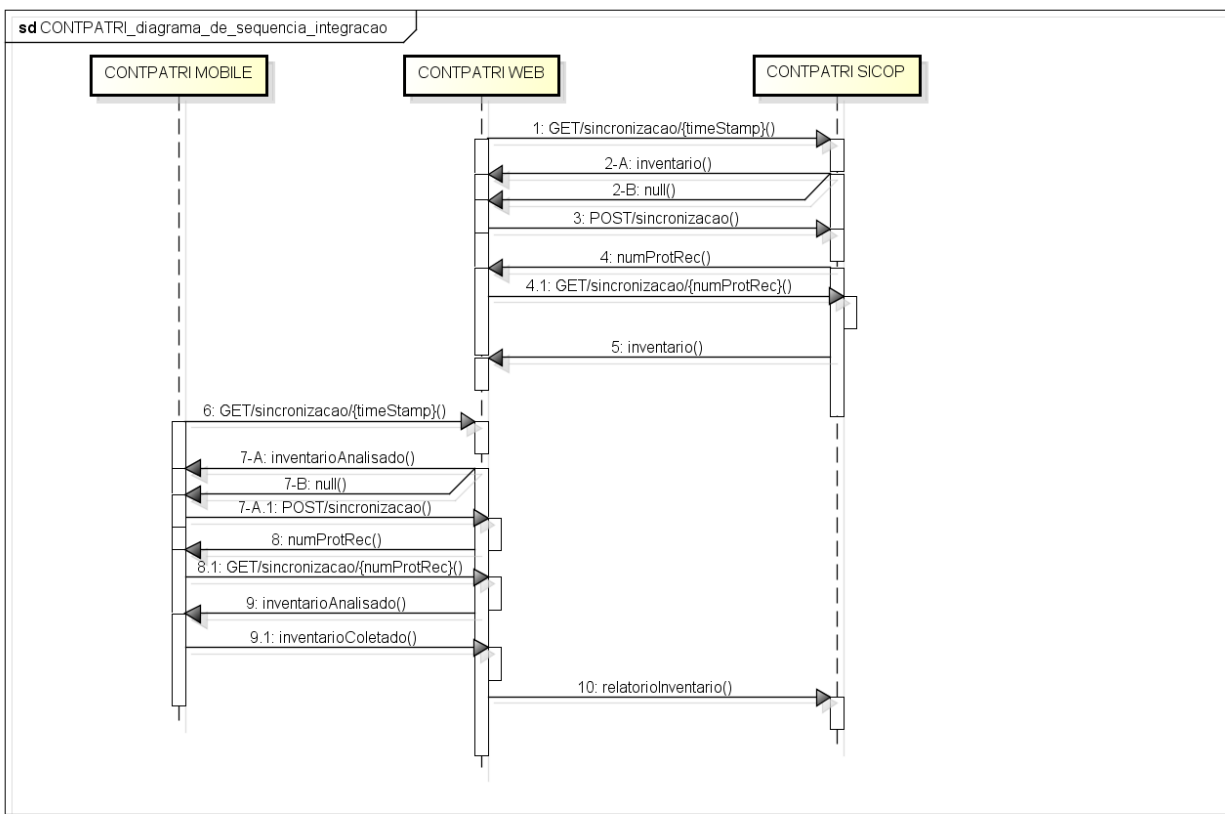 sd CONTPATRI_diagrama_de_sequencia_integracao
CONTPATRI MOBILE
CONTPATRI WEB
CONTPATRI SICOP
1: GET/sincronizacao/{timeStamp}()
2-A: inventario()
2-B: null()
3: POST/sincronizacao()
4: numProtRec()
4.1: GET/sincronizacao/{numProtRec}()
5: inventario()
6: GET/sincronizacao/{timeStamp}()
7-A: inventarioAnalisado()
7-B: null()
7-A.1: POST/sincronizacao()
8: numProtRec()
8.1: GET/sincronizacao/{numProtRec}()
9: inventarioAnalisado()
9.1: inventarioColetado()
10: relatorioInventario()